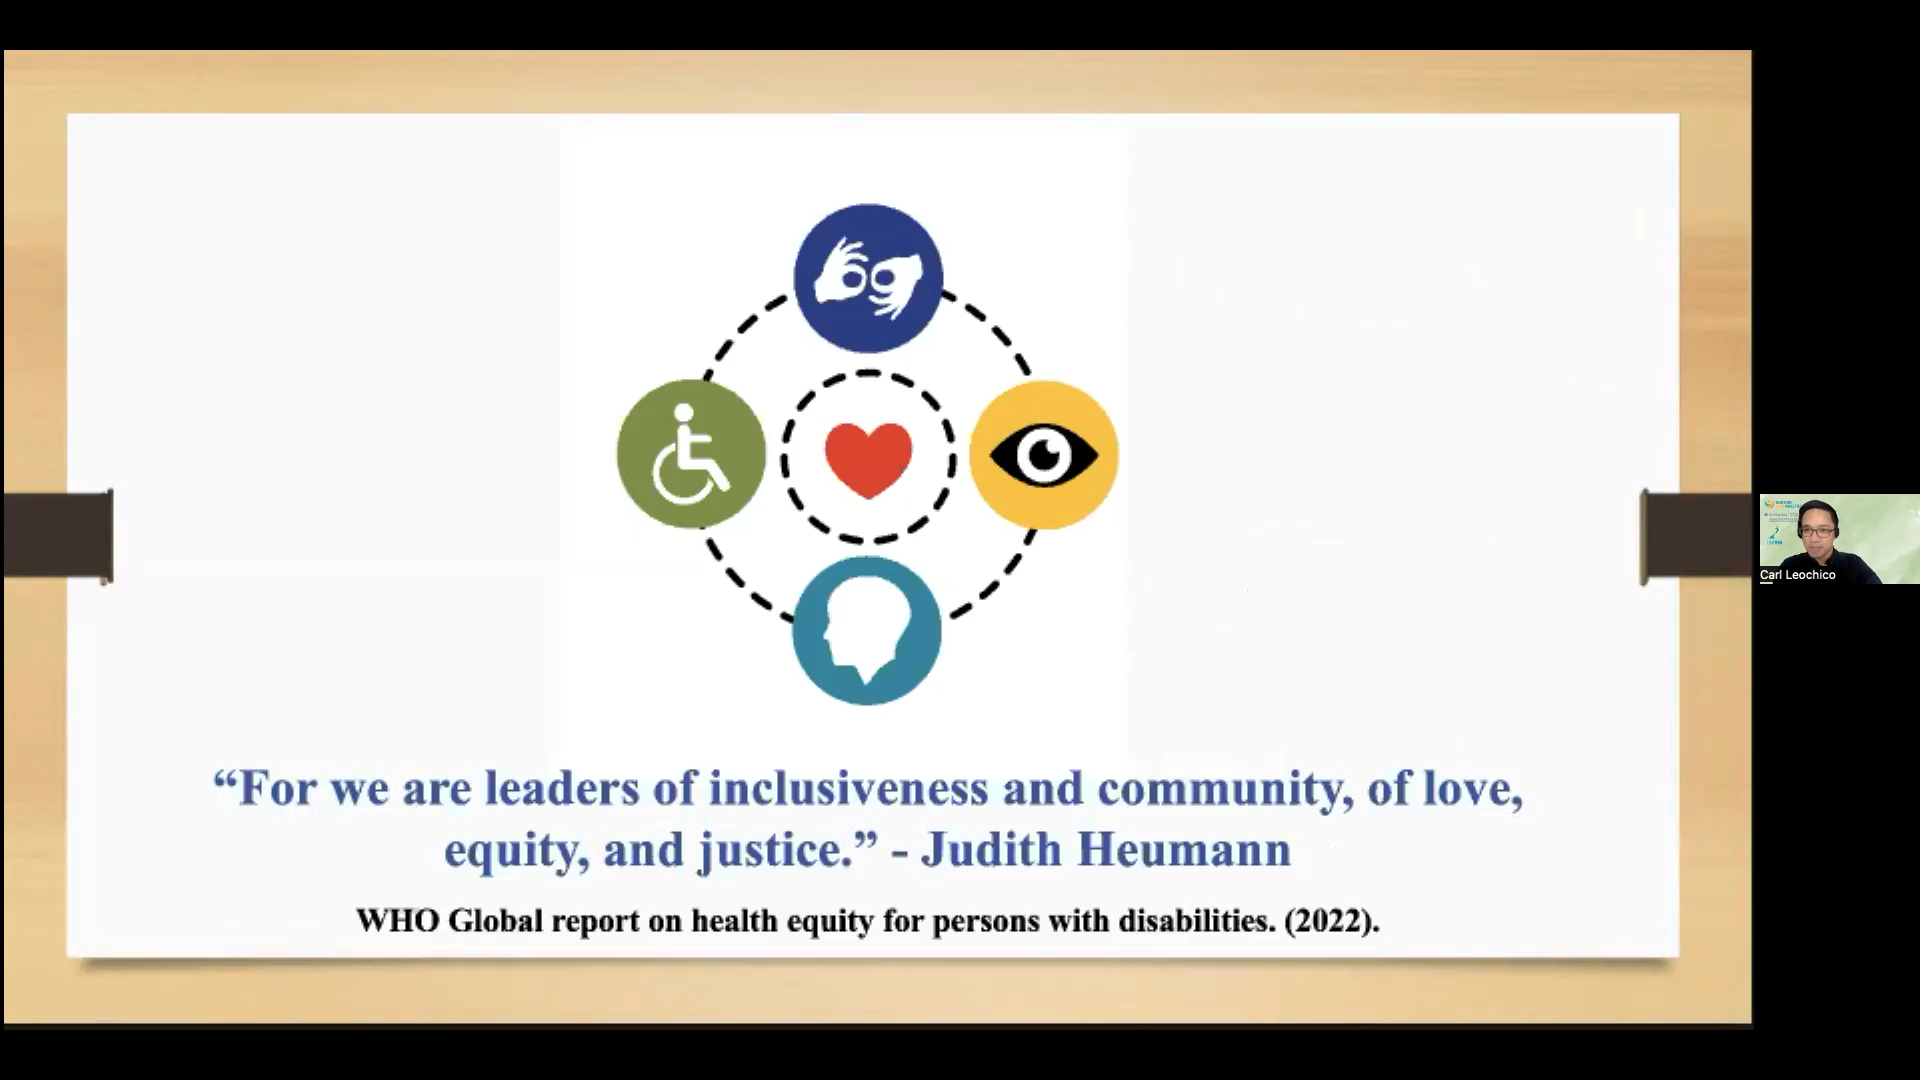 “For we are leaders of inclusiveness and community, of love,
equity, and justice.” - Judith Heumann
WHO Global report on health equity for persons with disabilities. (2022).
Carl Leochico